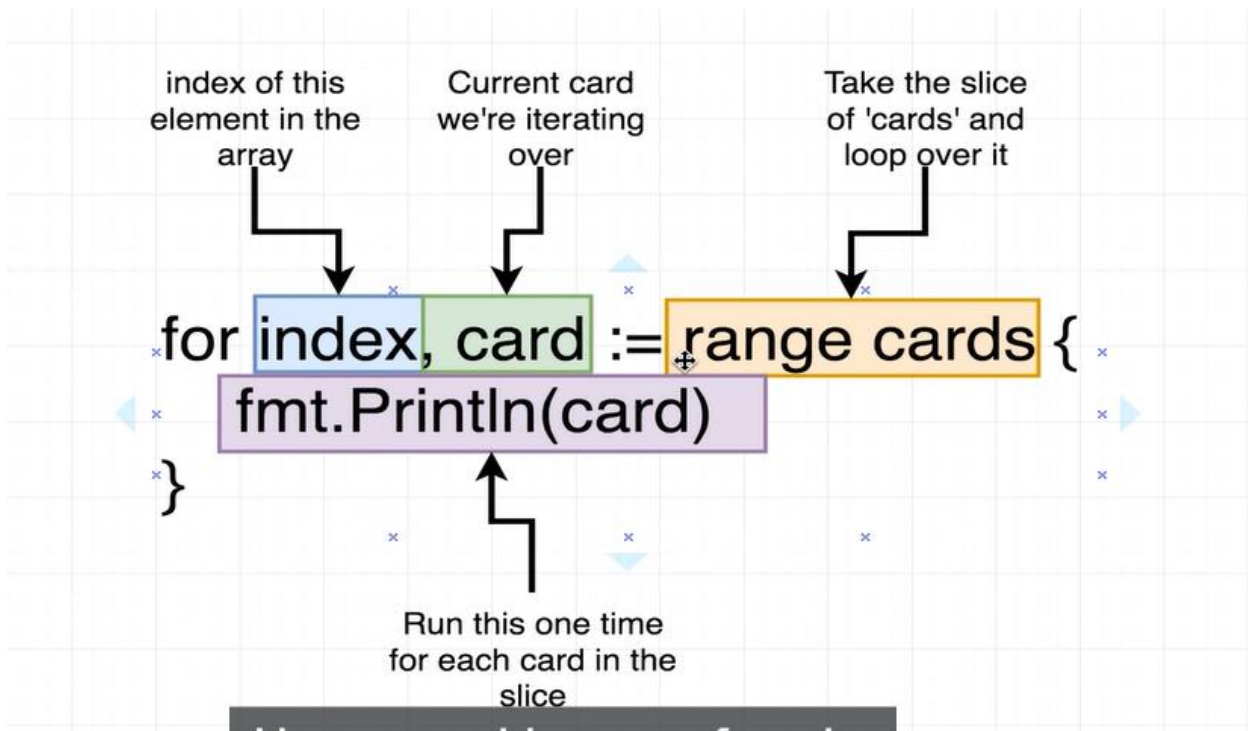 index of this
element in the
array
Current card
we're iterating
over
Take the slice
of 'cards' and
loop over it
for index, card := range cards {
fmt.Println(card)
}
Run this one time
for each card in the
slice